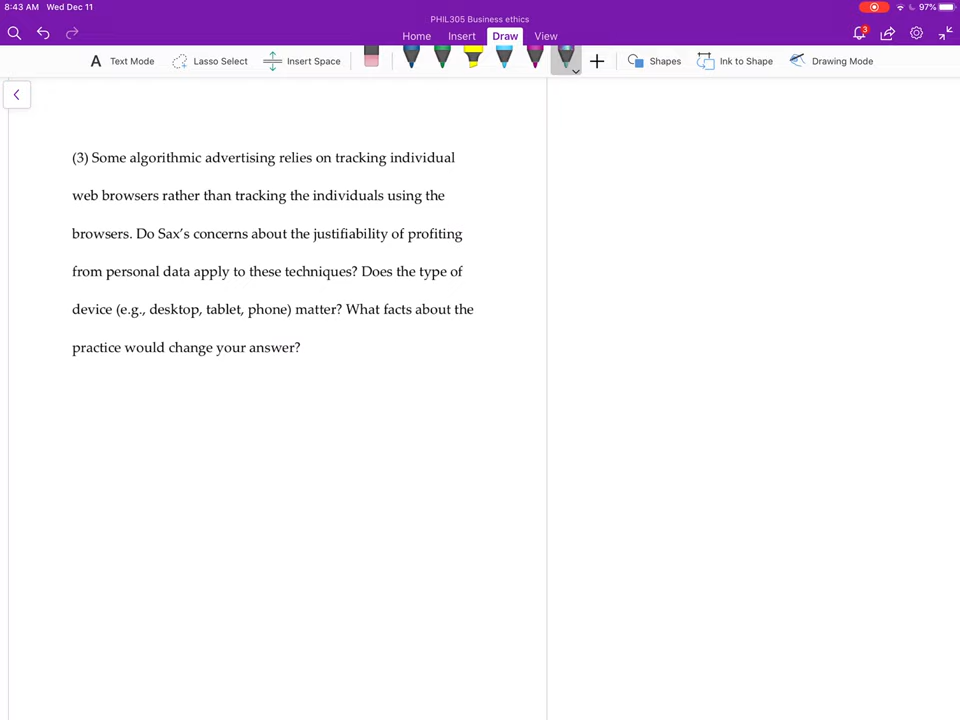 8:43 AM Wed Dec 11
97%
PHIL305 Business ethics
Home Insert Draw View
3
Text Mode Lasso Select Insert Space Shapes Ink to Shape Drawing Mode
(3) Some algorithmic advertising relies on tracking individual
web browsers rather than tracking the individuals using the
browsers. Do Sax’s concerns about the justifiability of profiting
from personal data apply to these techniques? Does the type of
device (e.g., desktop, tablet, phone) matter? What facts about the
practice would change your answer?